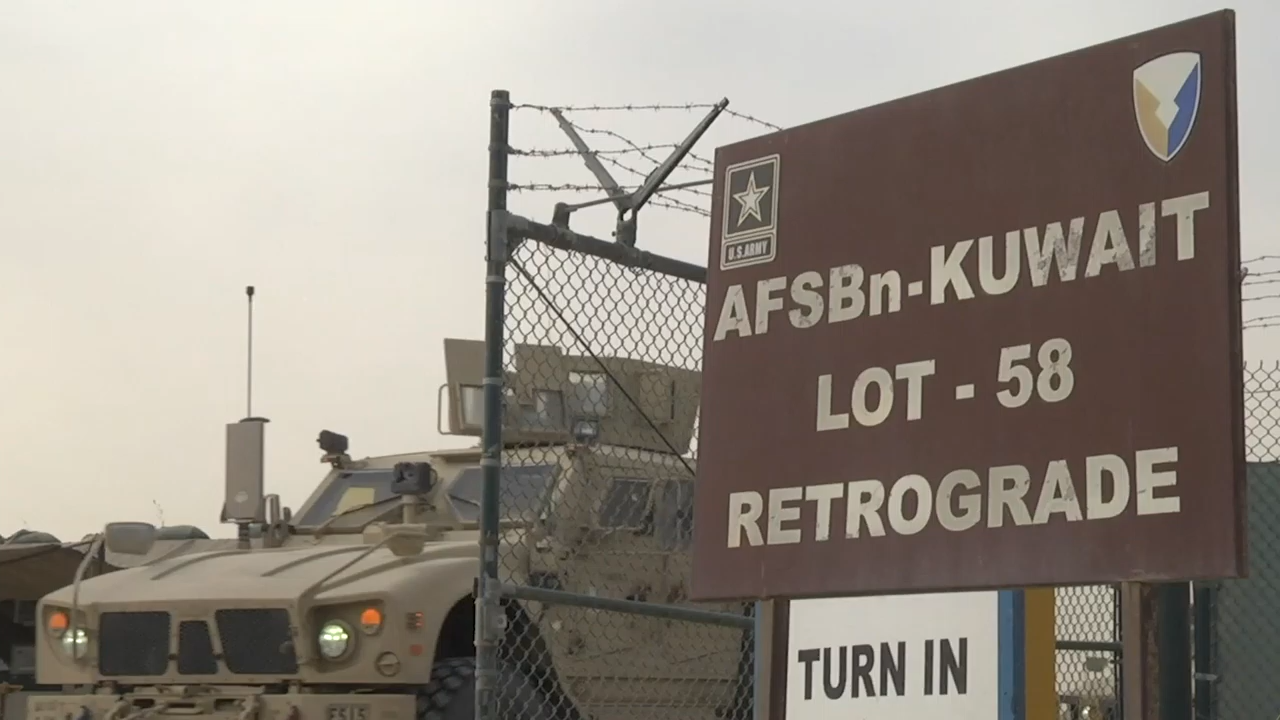 U.S. ARMY
AFSBn-KUWAIT
LOT - 58
RETROGRADE
TURN IN